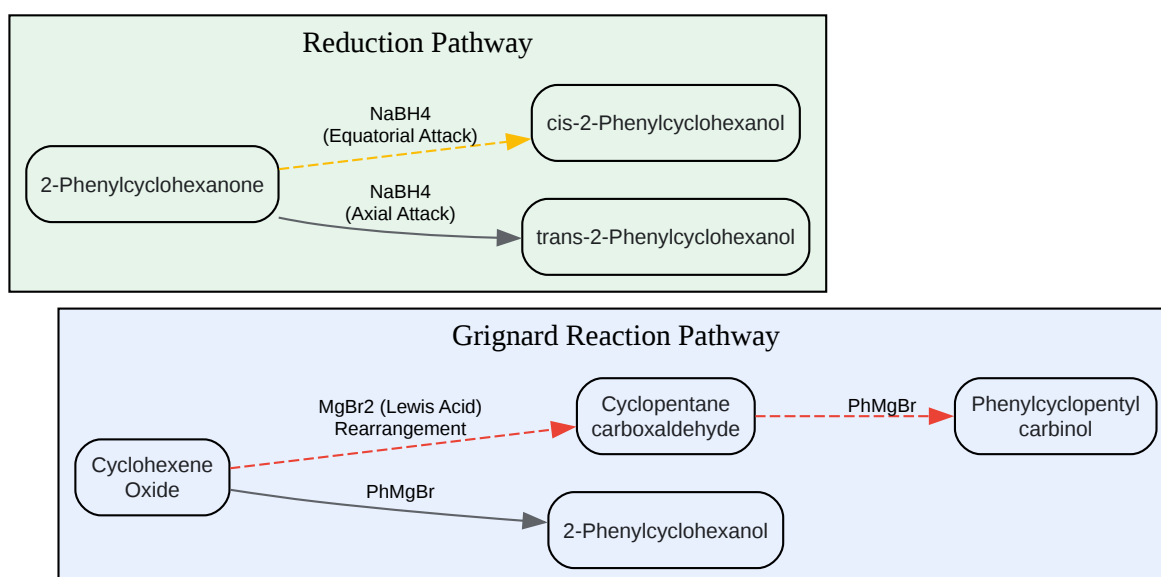 Reduction Pathway
NaBH4
(Equatorial Attack)
cis-2-Phenylcyclohexanol
2-Phenylcyclohexanone
NaBH4
(Axial Attack)
trans-2-Phenylcyclohexanol
Grignard Reaction Pathway
MgBr2 (Lewis Acid)
Rearrangement
Cyclopentane
carboxaldehyde
PhMgBr
Phenylcyclopentyl
carbinol
Cyclohexene
Oxide
PhMgBr
2-Phenylcyclohexanol